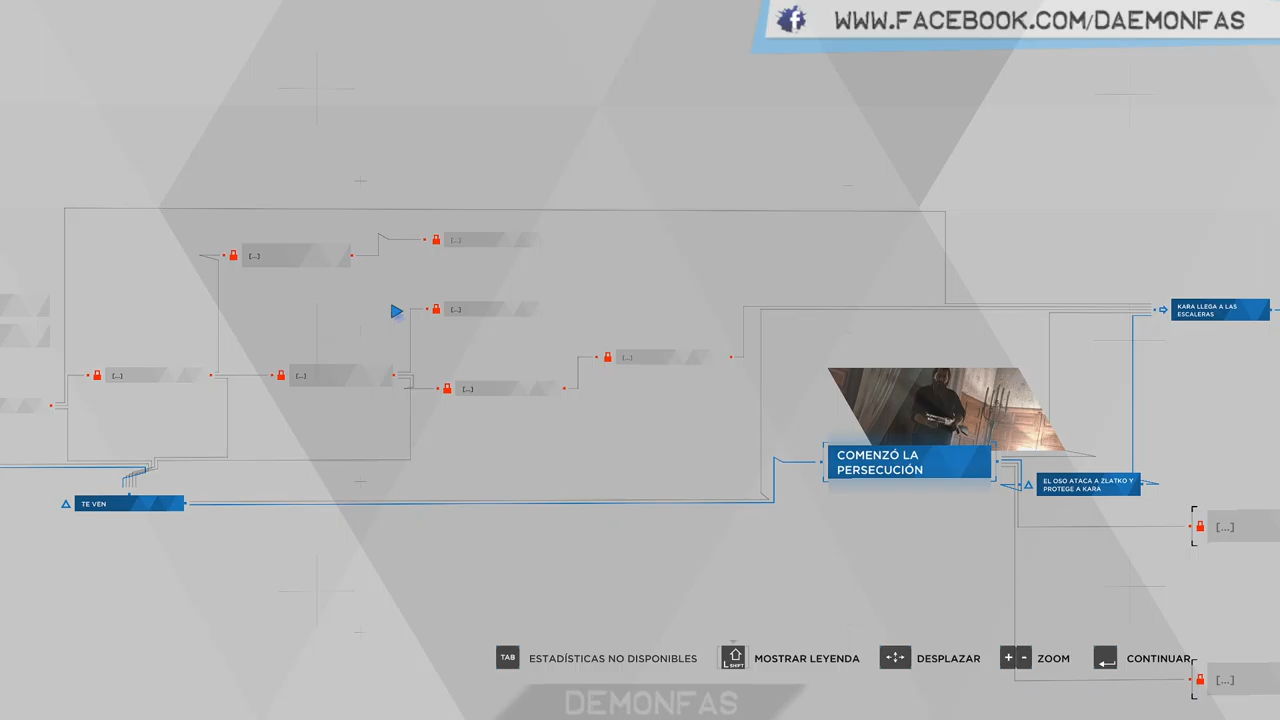 WWW.FACEBOOK.COM/DAEMONFAS
[...]
[...]
[...]
KARA LLEGA A LAS
ESCALERAS
[...]
[...]
[...]
[...]
COMENZÓ LA
PERSECUCIÓN
EL OSO ATACA A ZLATKO Y
PROTEGE A KARA
TE VEN
[...]
TAB ESTADÍSTICAS NO DISPONIBLES
L SHIFT MOSTRAR LEYENDA
DESPLAZAR
+ - ZOOM
CONTINUAR
[...]
DEMONFAS